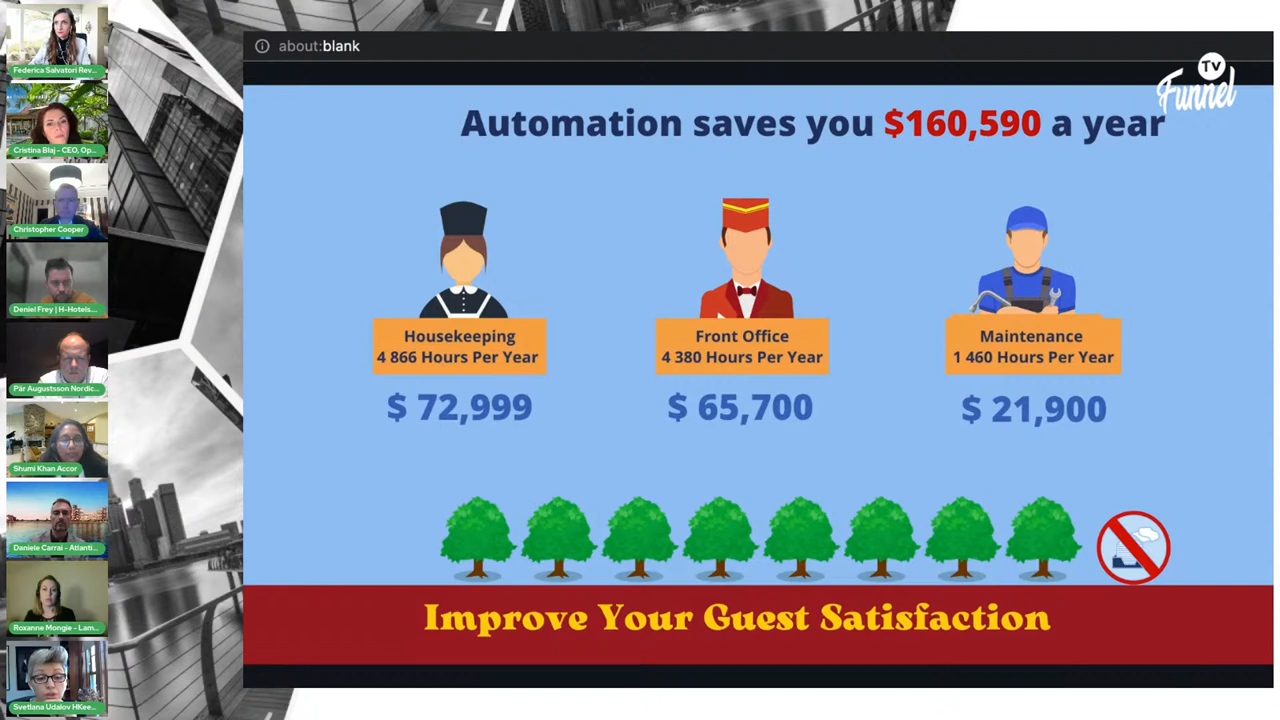 about:blank
TV
Funnel
Automation saves you $160,590 a year
Housekeeping
4 866 Hours Per Year
$ 72,999
Front Office
4 380 Hours Per Year
$ 65,700
Maintenance
1 460 Hours Per Year
$ 21,900
Improve Your Guest Satisfaction
Federica Salvatori Rev...
Cristina Blaj - CEO, Op...
Christopher Cooper
Deniel Frey | H-Hotels...
Pär Augustsson Nordic...
Shumi Khan Accor
Daniele Carrai - Atlanti...
Roxanne Mongie - Lam...
Svetlana Udalov HKee...